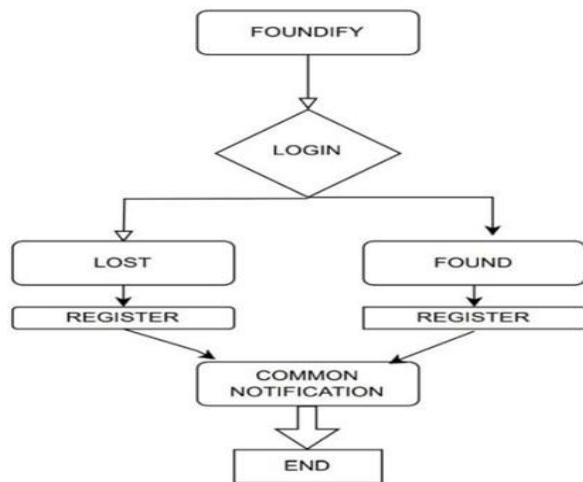 FOUNDIFY
LOGIN
LOST
FOUND
REGISTER
REGISTER
COMMON
NOTIFICATION
END